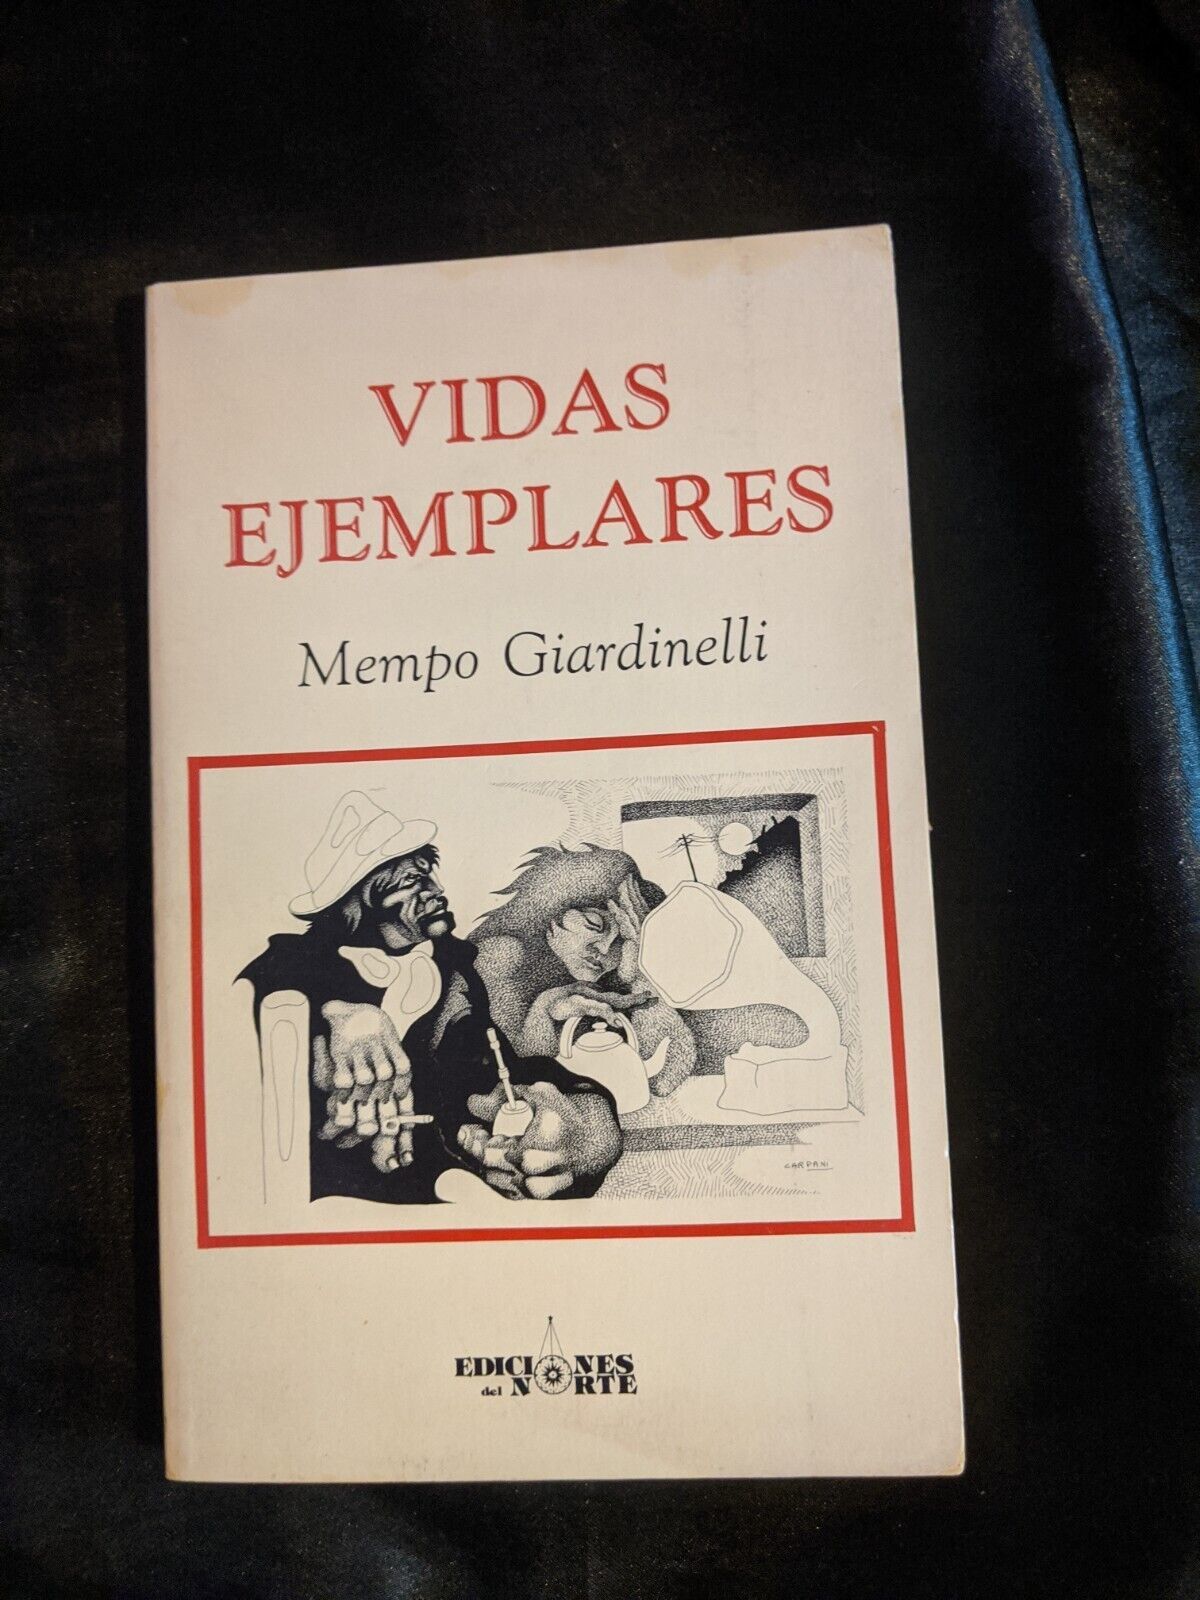 VIDAS
EJEMPLARES
Mempo Giardinelli
CARPANI
EDICIONES
del NORTE